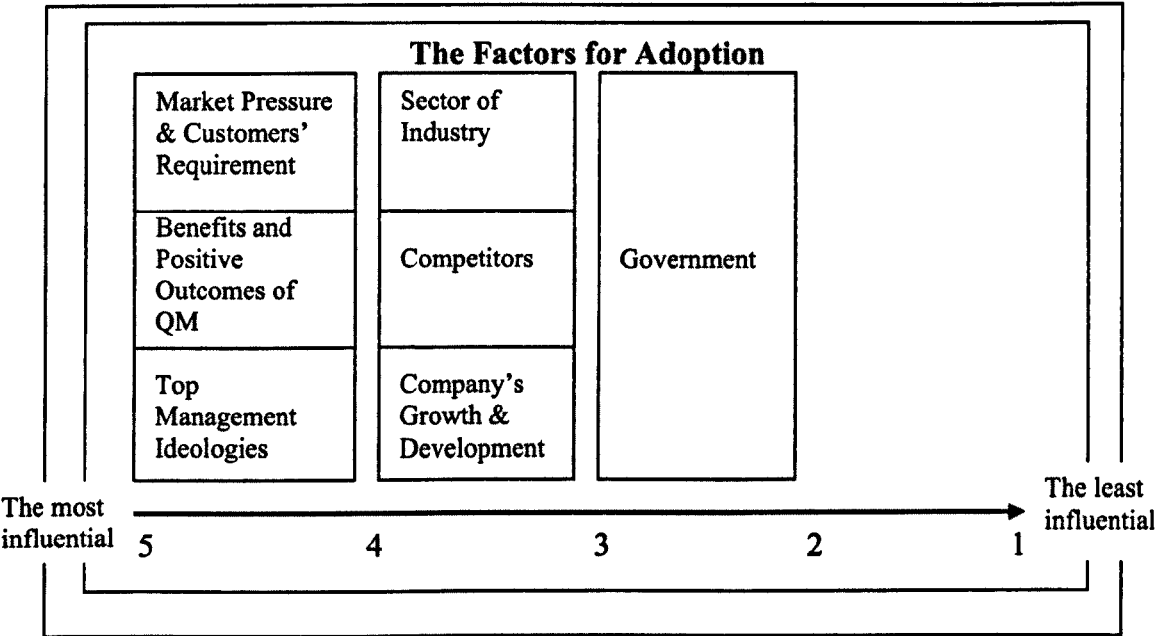 The Factors for Adoption
Market Pressure
& Customers’
Requirement
Benefits and
Positive
Outcomes of
QM
Top
Management
Ideologies
Sector of
Industry
Competitors
Company’s
Growth &
Development
Government
The most
influential
5
4
3
2
1
The least
influential